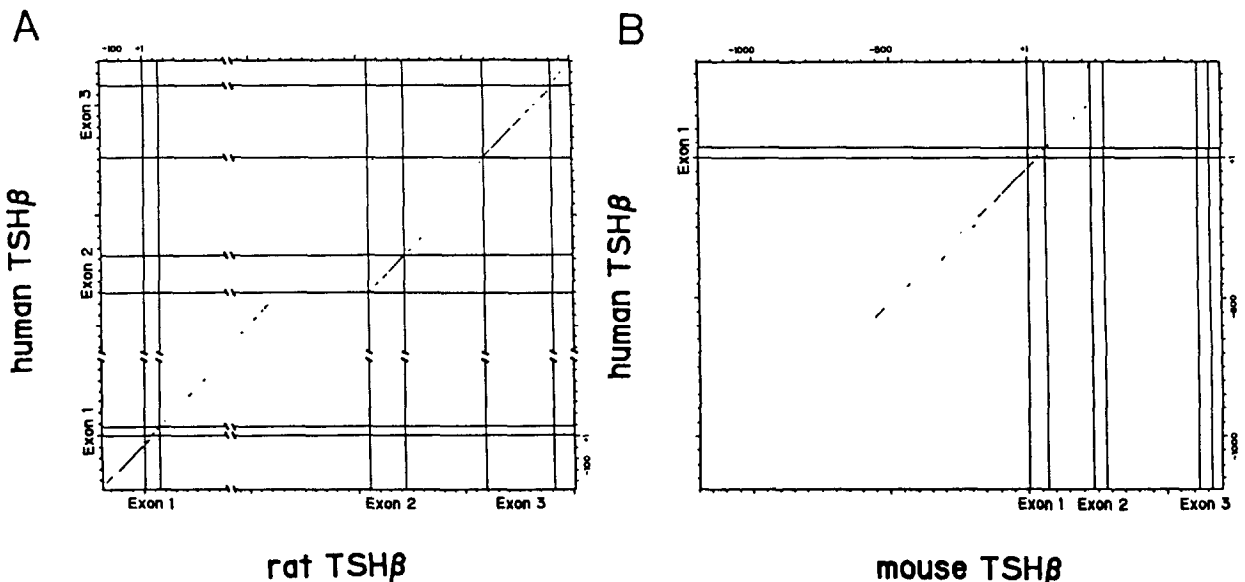 A
-100 +1
Exon 3
Exon 2
Exon 1
human TSHβ
+1
-100
Exon 1 Exon 2 Exon 3
rat TSHβ
B
-1000 -500 +1
Exon 1
human TSHβ
+1
-500
-1000
Exon 1 Exon 2 Exon 3
mouse TSHβ